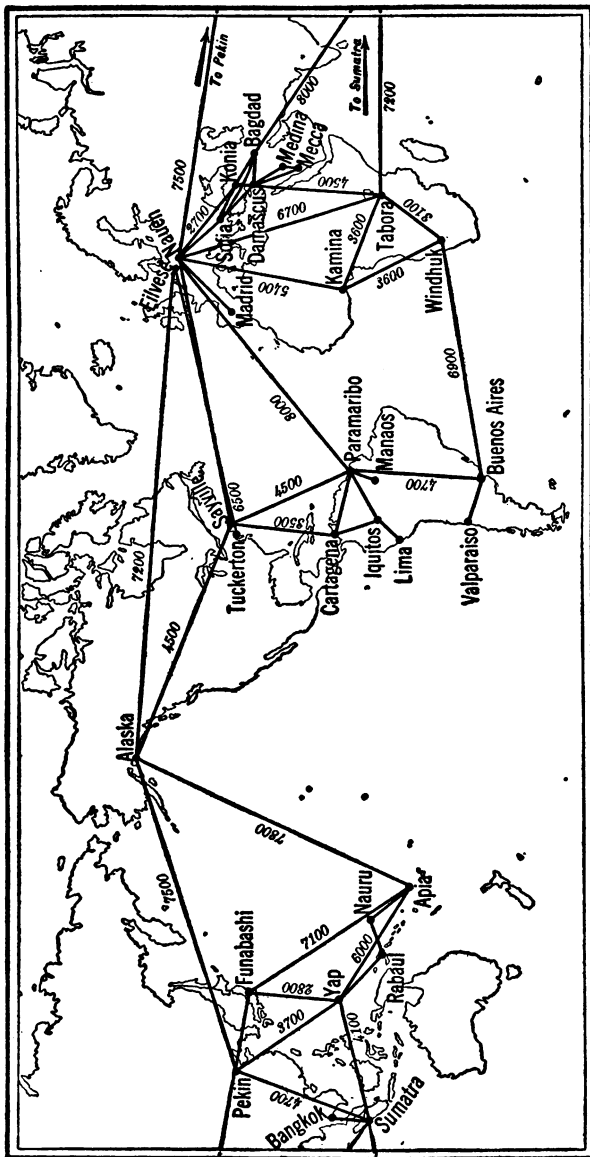 To Pekin
7500
Nauen
Eilvese
2700
Sofia
Konia
Bagdad
8000
Damascus
Medina
Mecca
4500
6700
To Sumatra
7200
Madrid
5400
Kamina
3600
Tabora
3100
3600
Windhuk
6900
7200
8000
6500
Sayville
Tuckerton
4500
3500
Paramaribo
Manaos
Cartagena
Iquitos
Lima
4700
Buenos Aires
Valparaiso
4500
Alaska
7500
7800
Funabashi
7100
Nauru
Apia
2800
Yap
6000
Rabaul
Pekin
3700
4100
4700
Bangkok
Sumatra